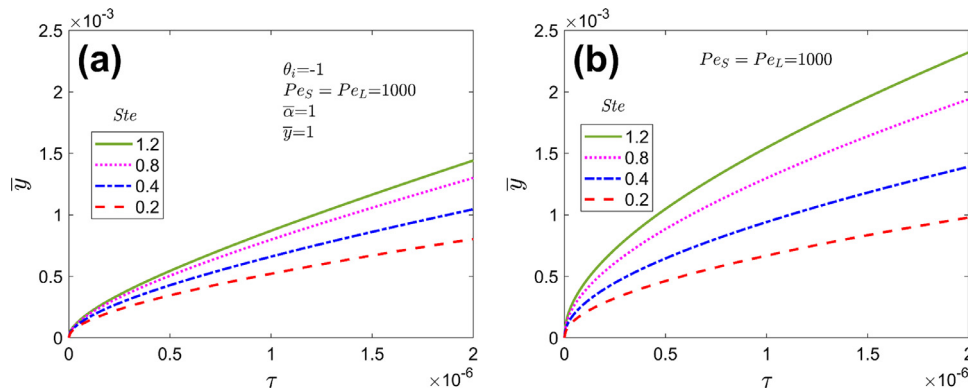 ×10⁻³
(a)
θᵢ=-1
Pe_S = Pe_L=1000
α̅=1
y̅=1
Ste
1.2
0.8
0.4
0.2
2.5
2
1.5
1
0.5
0
y̅
0 0.5 1 1.5 2
τ
×10⁻⁶
×10⁻³
(b)
Pe_S = Pe_L=1000
Ste
1.2
0.8
0.4
0.2
2.5
2
1.5
1
0.5
0
y̅
0 0.5 1 1.5 2
τ
×10⁻⁶